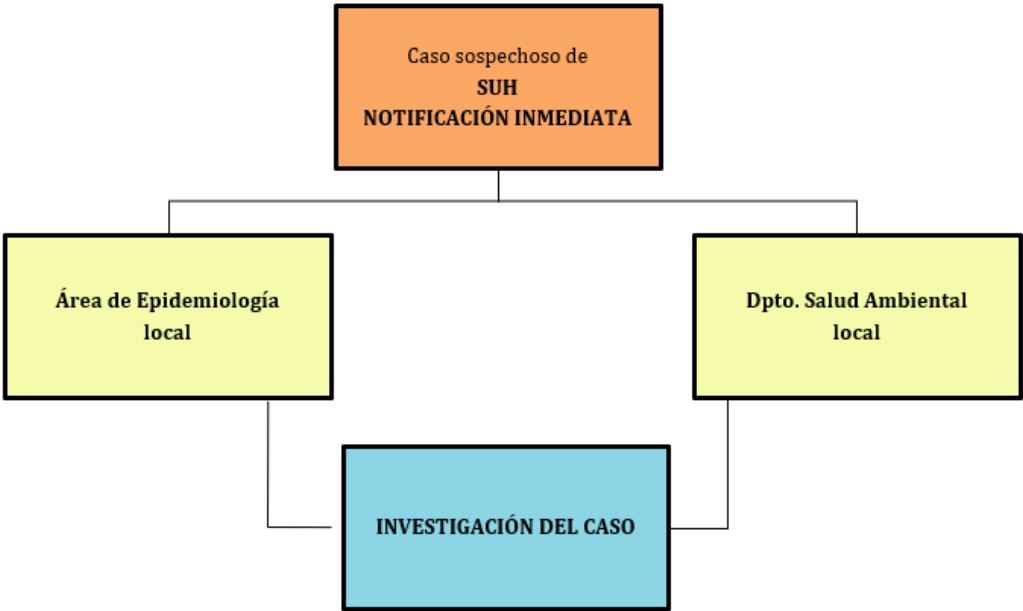 Caso sospechoso de
SUH
NOTIFICACIÓN INMEDIATA
Área de Epidemiología
local
Dpto. Salud Ambiental
local
INVESTIGACIÓN DEL CASO